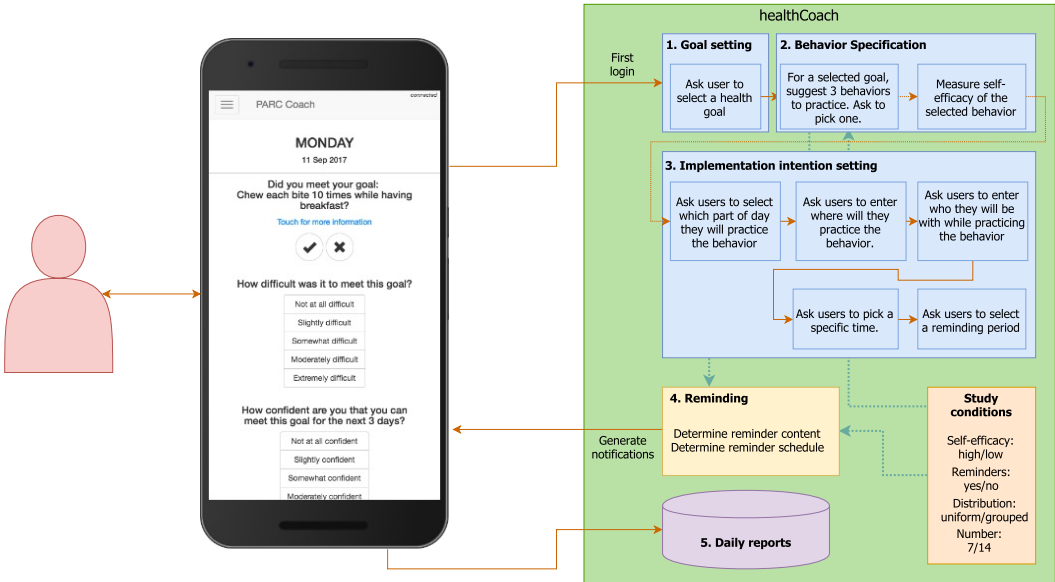 healthCoach
First
login
1. Goal setting
Ask user to
select a health
goal
2. Behavior Specification
For a selected goal,
suggest 3 behaviors
to practice. Ask to
pick one.
Measure self-
efficacy of the
selected behavior
3. Implementation intention setting
Ask users to select
which part of day
they will practice
the behavior
Ask users to enter
where will they
practice the
behavior.
Ask users to enter
who they will be
with while practicing
the behavior
Ask users to pick a
specific time.
Ask users to select
a reminding period
4. Reminding
Determine reminder content
Determine reminder schedule
Generate
notifications
5. Daily reports
Study
conditions
Self-efficacy:
high/low
Reminders:
yes/no
Distribution:
uniform/grouped
Number:
7/14
connected
PARC Coach
MONDAY
11 Sep 2017
Did you meet your goal:
Chew each bite 10 times while having
breakfast?
Touch for more information
How difficult was it to meet this goal?
Not at all difficult
Slightly difficult
Somewhat difficult
Moderately difficult
Extremely difficult
How confident are you that you can
meet this goal for the next 3 days?
Not at all confident
Slightly confident
Somewhat confident
Moderately confident